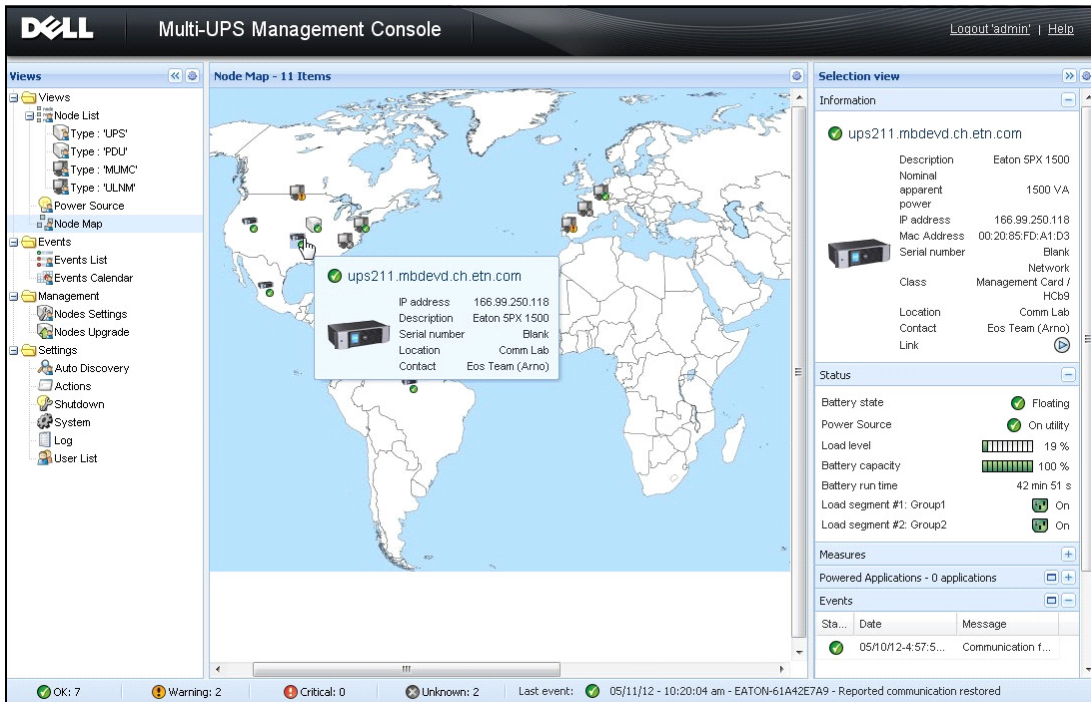 DELL
Multi-UPS Management Console
Logout 'admin' | Help
Views
Views
Node List
Type : 'UPS'
Type : 'PDU'
Type : 'MUMC'
Type : 'ULNM'
Power Source
Node Map
Events
Events List
Events Calendar
Management
Nodes Settings
Nodes Upgrade
Settings
Auto Discovery
Actions
Shutdown
System
Log
User List
Node Map - 11 Items
ups211.mbdevd.ch.etn.com
IP address 166.99.250.118
Description Eaton 5PX 1500
Serial number Blank
Location Comm Lab
Contact Eos Team (Arno)
Selection view
Information
ups211.mbdevd.ch.etn.com
Description Eaton 5PX 1500
Nominal apparent power 1500 VA
IP address 166.99.250.118
Mac Address 00:20:85:FD:A1:D3
Serial number Blank
Class Network Management Card / HCb9
Location Comm Lab
Contact Eos Team (Arno)
Link
Status
Battery state Floating
Power Source On utility
Load level 19 %
Battery capacity 100 %
Battery run time 42 min 51 s
Load segment #1: Group1 On
Load segment #2: Group2 On
Measures
Powered Applications - 0 applications
Events
Sta... Date Message
05/10/12-4:57:5... Communication f...
OK: 7 Warning: 2 Critical: 0 Unknown: 2 Last event: 05/11/12 - 10:20:04 am - EATON-61A42E7A9 - Reported communication restored